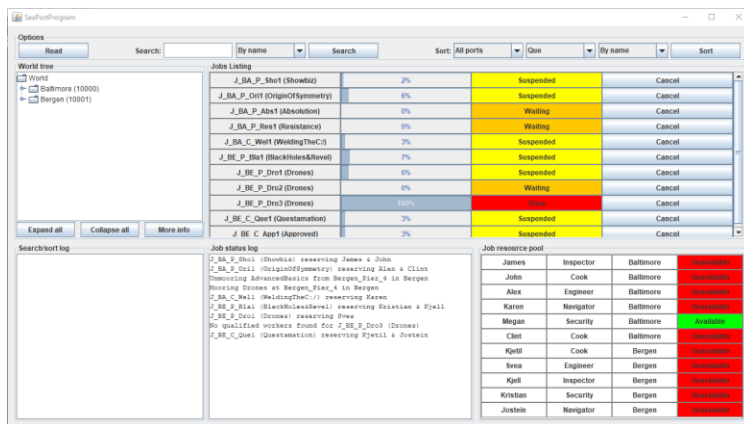 SeaPortProgram
Options
Read Search: By name Search Sort: All ports Que By name Sort
World tree
World
Baltimore (10000)
Bergen (10001)
Expand all Collapse all More info
Jobs Listing
J_BA_P_Sho1 (Showbiz) 2% Suspended Cancel
J_BA_P_Ori1 (OriginOfSymmetry) 6% Suspended Cancel
J_BA_P_Abs1 (Absolution) 0% Waiting Cancel
J_BA_P_Res1 (Resistance) 0% Waiting Cancel
J_BA_C_Wel1 (WeldingTheC:/) 3% Suspended Cancel
J_BE_P_Bla1 (BlackHoles&Revel) 7% Suspended Cancel
J_BE_P_Dro1 (Drones) 6% Suspended Cancel
J_BE_P_Dro2 (Drones) 0% Waiting Cancel
J_BE_P_Dro3 (Drones) 100% Done Cancel
J_BE_C_Que1 (Questamation) 3% Suspended Cancel
J_BE_C_App1 (Approved) 3% Suspended Cancel
Search/sort log
Job status log
J_BA_P_Sho1 (Showbiz) reserving James & John
J_BA_P_Ori1 (OriginOfSymmetry) reserving Alex & Clint
Unmooring AdvancedBasics from Bergen_Pier_4 in Bergen
Mooring Drones at Bergen_Pier_4 in Bergen
J_BA_C_Wel1 (WeldingTheC:/) reserving Karen
J_BE_P_Bla1 (BlackHoles&Revel) reserving Kristian & Kjell
J_BE_P_Dro1 (Drones) reserving Svea
No qualified workers found for J_BE_P_Dro3 (Drones)
J_BE_C_Que1 (Questamation) reserving Kjetil & Jostein
Job resource pool
James Inspector Baltimore Unavailable
John Cook Baltimore Unavailable
Alex Engineer Baltimore Unavailable
Karen Navigator Baltimore Unavailable
Megan Security Baltimore Available
Clint Cook Baltimore Unavailable
Kjetil Cook Bergen Unavailable
Svea Engineer Bergen Unavailable
Kjell Inspector Bergen Unavailable
Kristian Security Bergen Unavailable
Jostein Navigator Bergen Unavailable